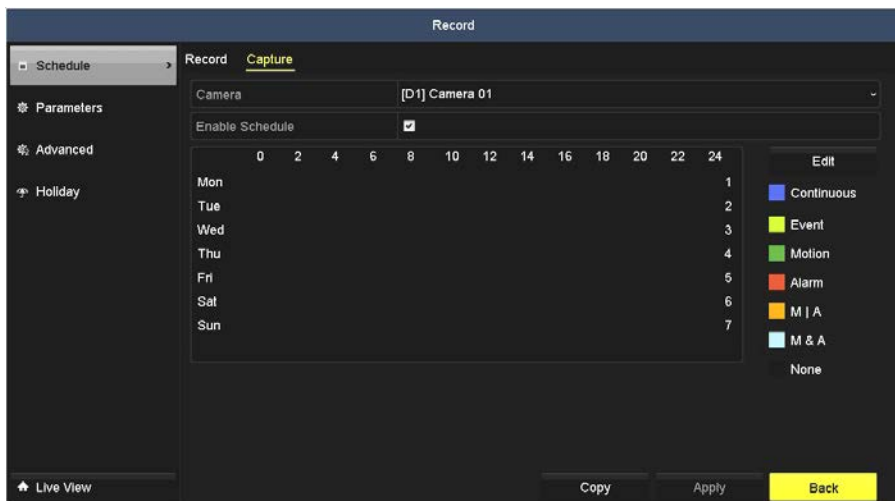 Record
Schedule
Parameters
Advanced
Holiday
Live View
Record Capture
Camera [D1] Camera 01
Enable Schedule
0 2 4 6 8 10 12 14 16 18 20 22 24
Mon 1
Tue 2
Wed 3
Thu 4
Fri 5
Sat 6
Sun 7
Edit
Continuous
Event
Motion
Alarm
M | A
M & A
None
Copy Apply Back